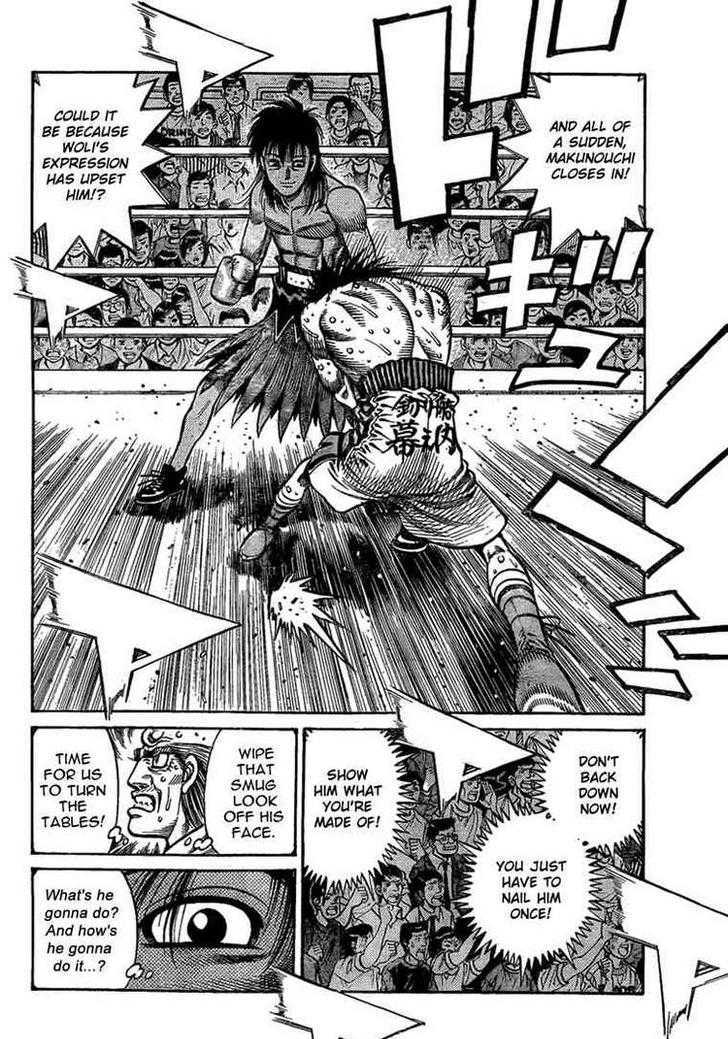 AND ALL OF
A SUDDEN,
MAKUNOUCHI
CLOSES IN!
COULD IT
BE BECAUSE
WOLI'S
EXPRESSION
HAS UPSET
HIM!?
ギュ
幕之内
DON'T
BACK
DOWN
NOW!
YOU JUST
HAVE TO
NAIL HIM
ONCE!
SHOW
HIM WHAT
YOU'RE
MADE OF!
WIPE
THAT
SMUG
LOOK
OFF HIS
FACE.
TIME
FOR US
TO TURN
THE
TABLES!
What's he
gonna do?
And how's
he gonna
do it...?